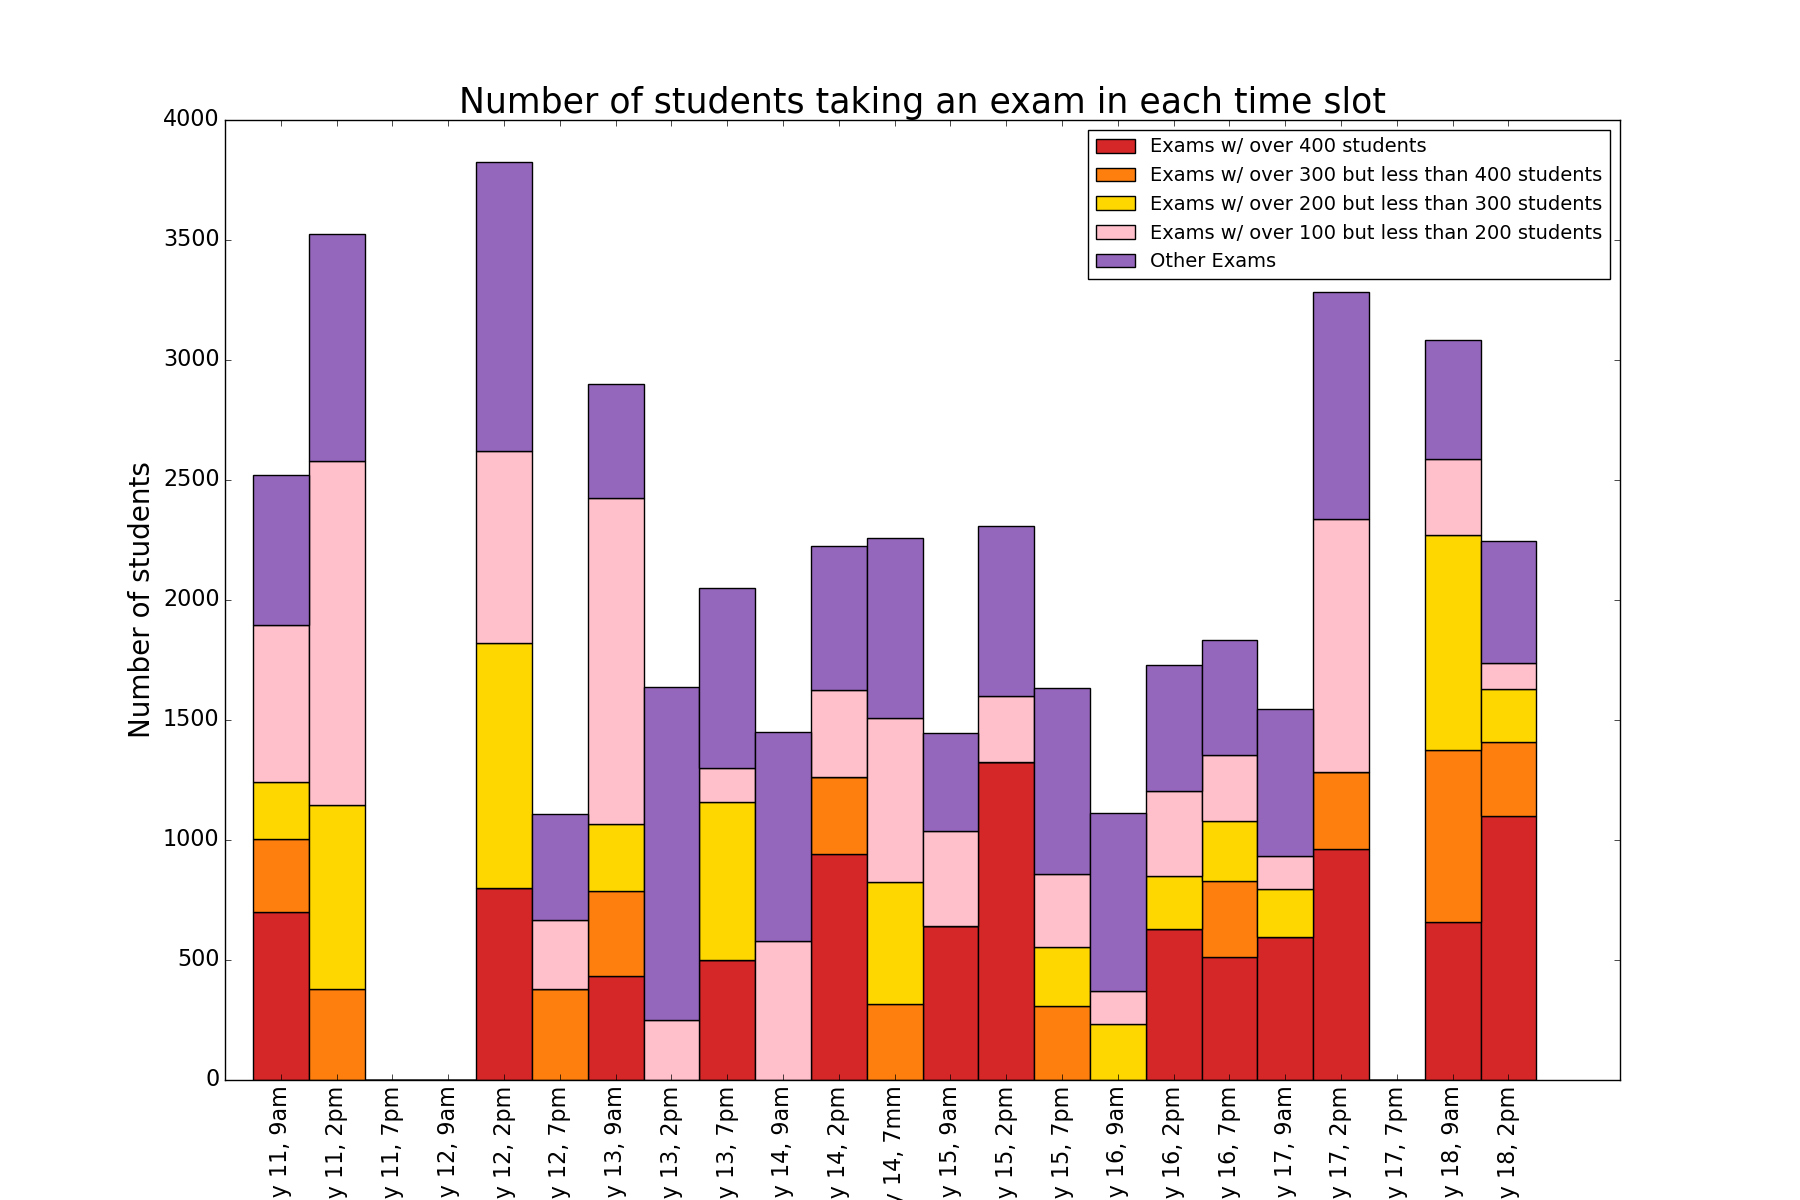 Number of students taking an exam in each time slot
4000
3500
3000
2500
2000
1500
1000
500
0
Number of students
Exams w/ over 400 students
Exams w/ over 300 but less than 400 students
Exams w/ over 200 but less than 300 students
Exams w/ over 100 but less than 200 students
Other Exams
y 11, 9am
y 11, 2pm
y 11, 7pm
y 12, 9am
y 12, 2pm
y 12, 7pm
y 13, 9am
y 13, 2pm
y 13, 7pm
y 14, 9am
y 14, 2pm
y 14, 7mm
y 15, 9am
y 15, 2pm
y 15, 7pm
y 16, 9am
y 16, 2pm
y 16, 7pm
y 17, 9am
y 17, 2pm
y 17, 7pm
y 18, 9am
y 18, 2pm